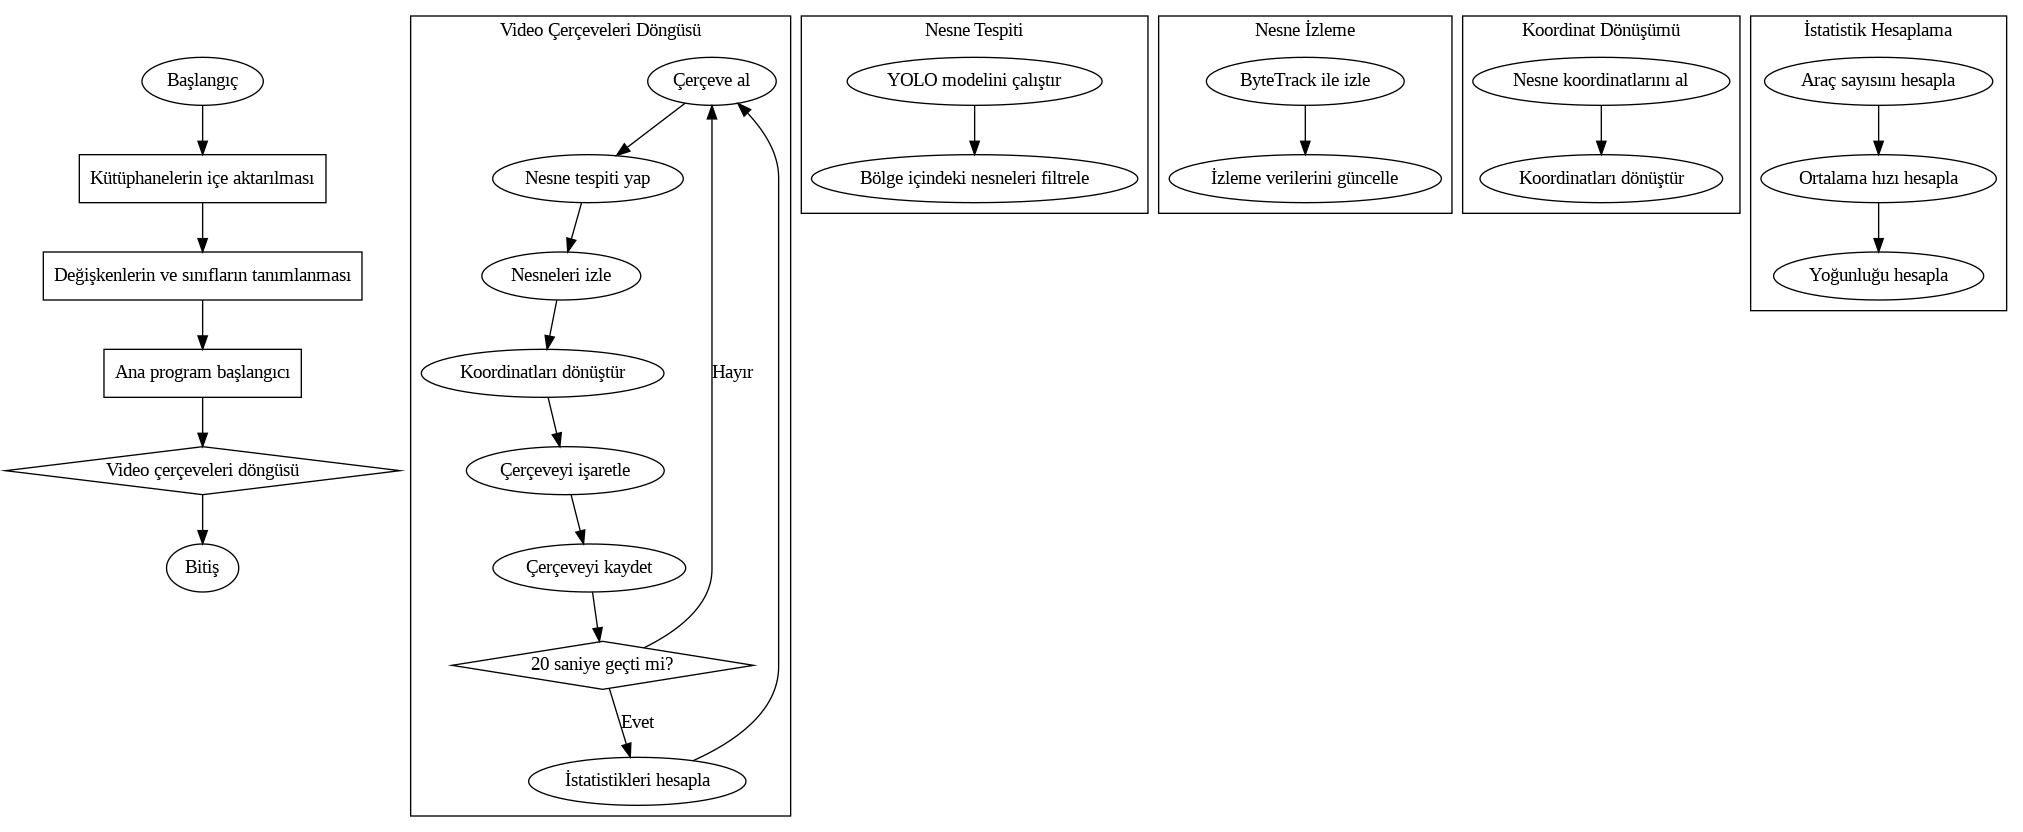 Başlangıç
Kütüphanelerin içe aktarılması
Değişkenlerin ve sınıfların tanımlanması
Ana program başlangıcı
Video çerçeveleri döngüsü
Bitiş
Video Çerçeveleri Döngüsü
Çerçeve al
Nesne tespiti yap
Nesneleri izle
Koordinatları dönüştür
Hayır
Çerçeveyi işaretle
Çerçeveyi kaydet
20 saniye geçti mi?
Evet
İstatistikleri hesapla
Nesne Tespiti
YOLO modelini çalıştır
Bölge içindeki nesneleri filtrele
Nesne İzleme
ByteTrack ile izle
İzleme verilerini güncelle
Koordinat Dönüşümü
Nesne koordinatlarını al
Koordinatları dönüştür
İstatistik Hesaplama
Araç sayısını hesapla
Ortalama hızı hesapla
Yoğunluğu hesapla